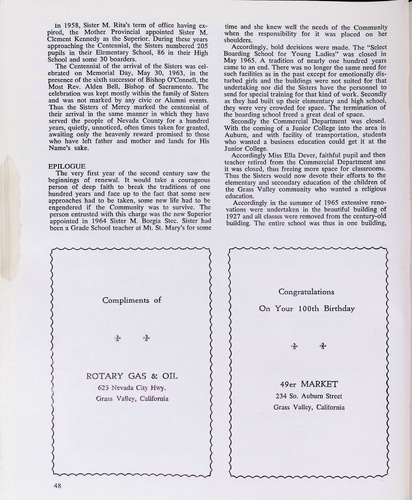 in 1958, Sister M. Rita's term of office having ex-
pired, the Mother Provincial appointed Sister M.
Clement Kennedy as the Superior. During these years
approaching the Centennial, the Sisters numbered 205
pupils in their Elementary School, 86 in their High
School and some 30 boarders.
The Centennial of the arrival of the Sisters was cel-
ebrated on Memorial Day, May 30, 1963, in the
presence of the sixth successor of Bishop O'Connell, the
Most Rev. Alden Bell, Bishop of Sacramento. The
celebration was kept mostly within the family of Sisters
and was not marked by any civic or Alumni events.
Thus the Sisters of Mercy marked the centennial of
their arrival in the same manner in which they have
served the people of Nevada County for a hundred
years, quietly, unnoticed, often times taken for granted,
awaiting only the heavenly reward promised to those
who have left father and mother and lands for His
Name's sake.
EPILOGUE
The very first year of the second century saw the
beginnings of renewal. It would take a courageous
person of deep faith to break the traditions of one
hundred years and face up to the fact that some new
approaches had to be taken, some new life had to be
engendered if the Community was to survive. The
person entrusted with this charge was the new Superior
appointed in 1964 Sister M. Borgia Stec. Sister had
been a Grade School teacher at Mt. St. Mary's for some
time and she knew well the needs of the Community
when the responsibility for it was placed on her
shoulders.
Accordingly, bold decisions were made. The "Select
Boarding School for Young Ladies" was closed in
May 1965. A tradition of nearly one hundred years
came to an end. There was no longer the same need for
such facilities as in the past except for emotionally dis-
turbed girls and the buildings were not suited for that
undertaking nor did the Sisters have the personnel to
send for special training for that kind of work. Secondly
as they had built up their elementary and high school,
they were very crowded for space. The termination of
the boarding school freed a great deal of space.
Secondly the Commercial Department was closed.
With the coming of a Junior College into the area in
Auburn, and with facility of transportation, students
who wanted a business education could get it at the
Junior College.
Accordingly Miss Ella Dever, faithful pupil and then
teacher retired from the Commercial Department and
it was closed, thus freeing more space for classrooms.
Thus the Sisters would now devote their efforts to the
elementary and secondary education of the children of
the Grass Valley community who wanted a religious
education.
Accordingly in the summer of 1965 extensive reno-
vations were undertaken in the beautiful building of
1927 and all classes were removed from the century-old
building. The entire school was thus in one building,
Compliments of
ROTARY GAS & OIL
623 Nevada City Hwy.
Grass Valley, California
Congratulations
On Your 100th Birthday
49er MARKET
234 So. Auburn Street
Grass Valley, California
48